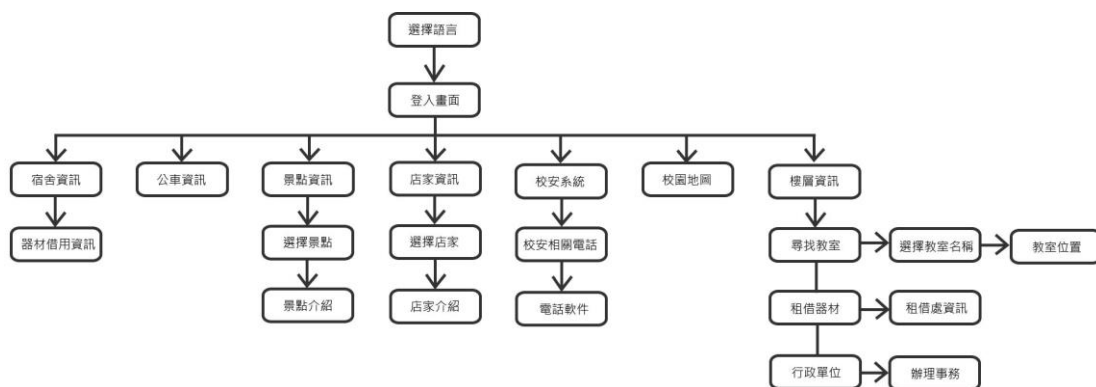 選擇語言
登入畫面
宿舍資訊
公車資訊
景點資訊
店家資訊
校安系統
校園地圖
樓層資訊
器材借用資訊
選擇景點
選擇店家
校安相關電話
尋找教室
選擇教室名稱
教室位置
景點介紹
店家介紹
電話軟件
租借器材
租借處資訊
行政單位
辦理事務